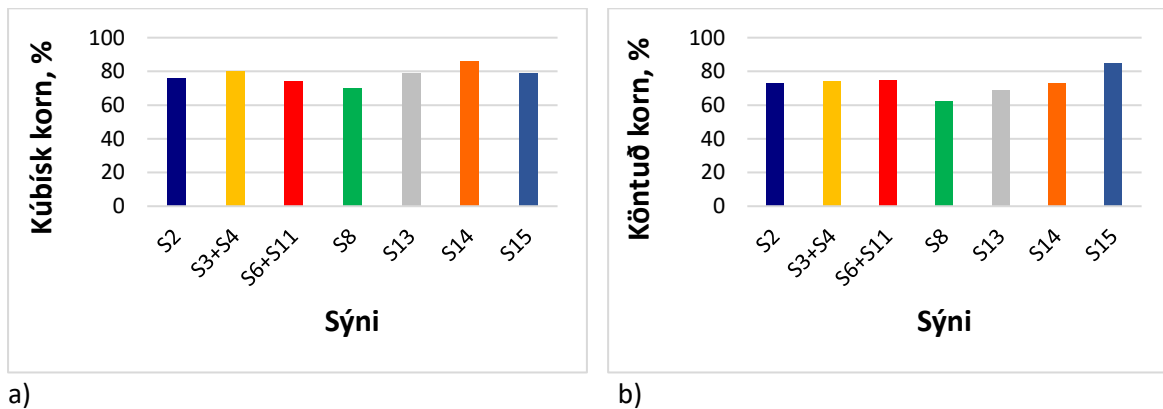 Kúbísk korn, %
100
80
60
40
20
0
S2
S3+S4
S6+S11
S8
S13
S14
S15
Sýni
a)
Köntuð korn, %
100
80
60
40
20
0
S2
S3+S4
S6+S11
S8
S13
S14
S15
Sýni
b)